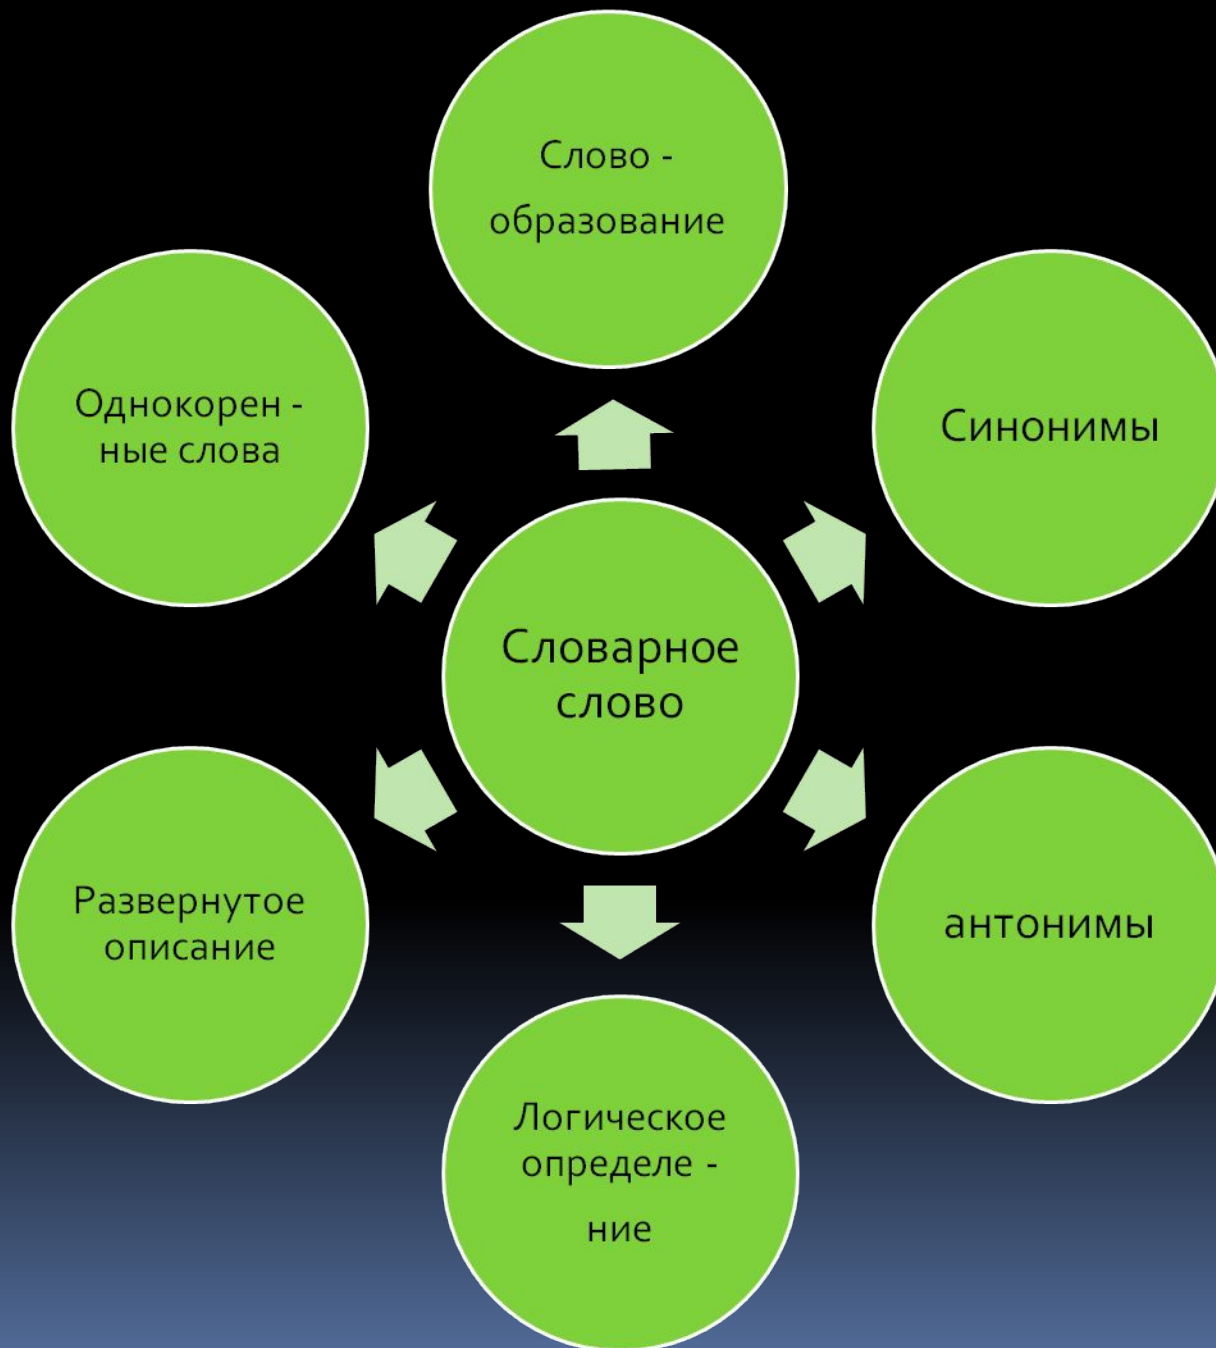 Слово -
образование
Однокорен -
ные слова
Синонимы
Словарное
слово
Развернутое
описание
антонимы
Логическое
определе -
ние